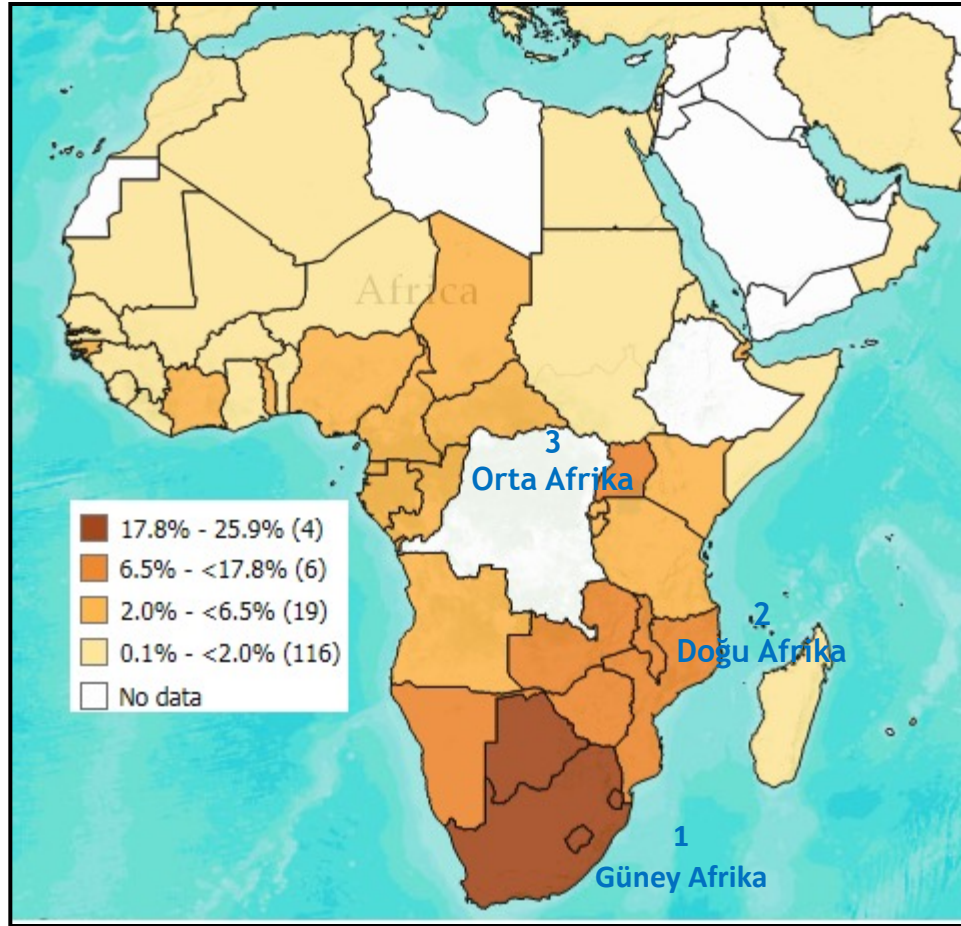 Africa
3
Orta Afrika
17.8% - 25.9% (4)
6.5% - <17.8% (6)
2.0% - <6.5% (19)
0.1% - <2.0% (116)
No data
2
Doğu Afrika
1
Güney Afrika